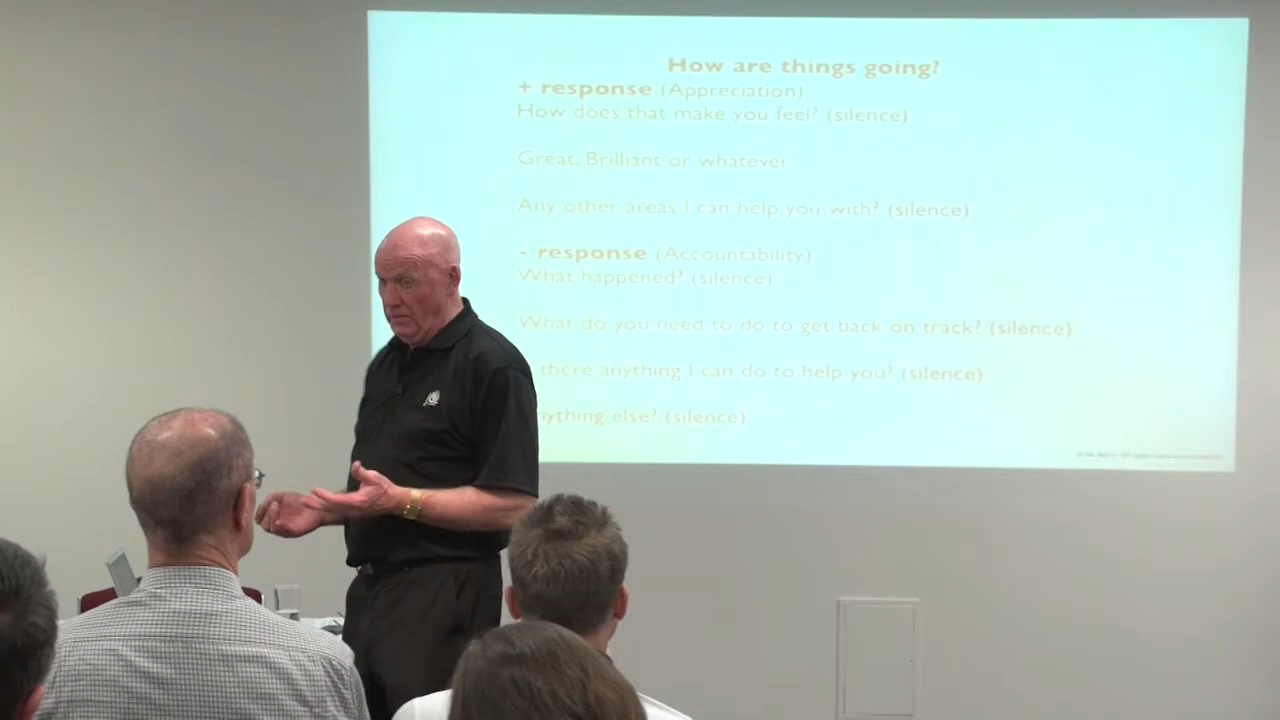 How are things going?
+ response (Appreciation)
How does that make you feel? (silence)
Great, Brilliant or whatever
Any other areas I can help you with? (silence)
- response (Accountability)
What happened? (silence)
What do you need to do to get back on track? (silence)
there anything I can do to help you? (silence)
nything else? (silence)